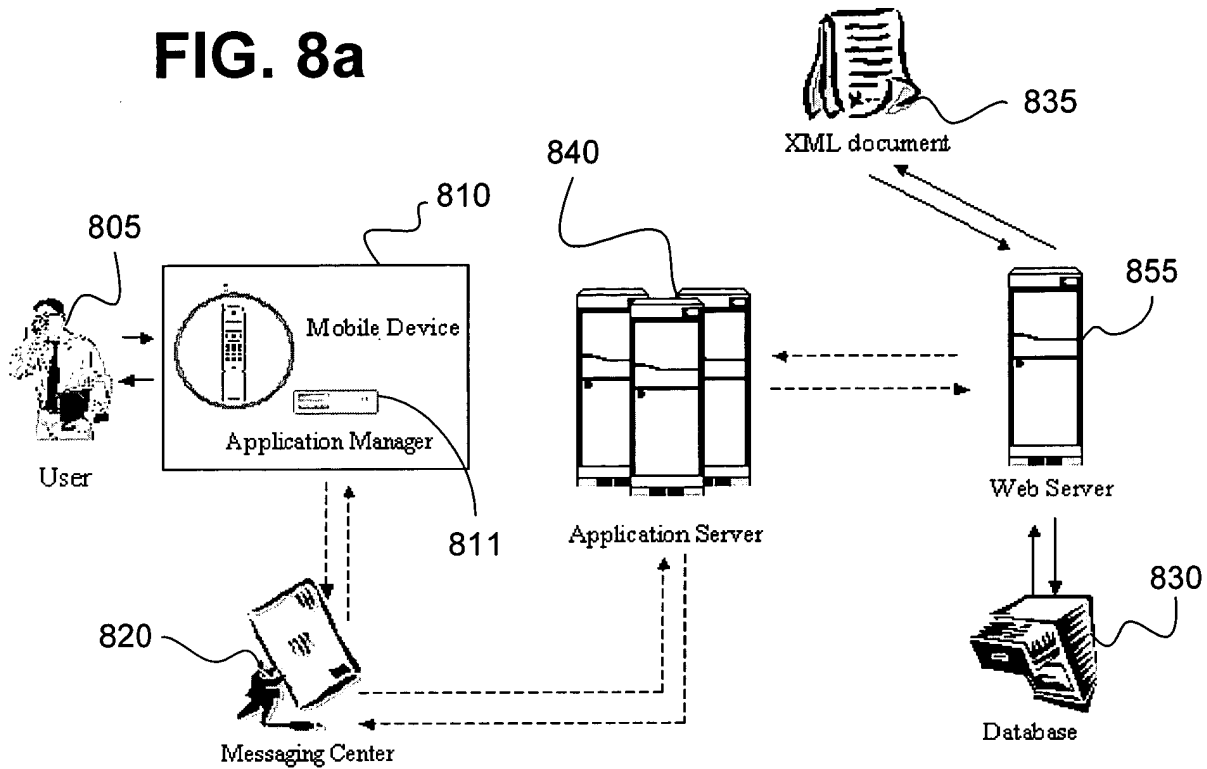 FIG. 8a
835
XML document
840
810
805
855
Mobile Device
Application Manager
User
Web Server
811
Application Server
830
820
Database
Messaging Center